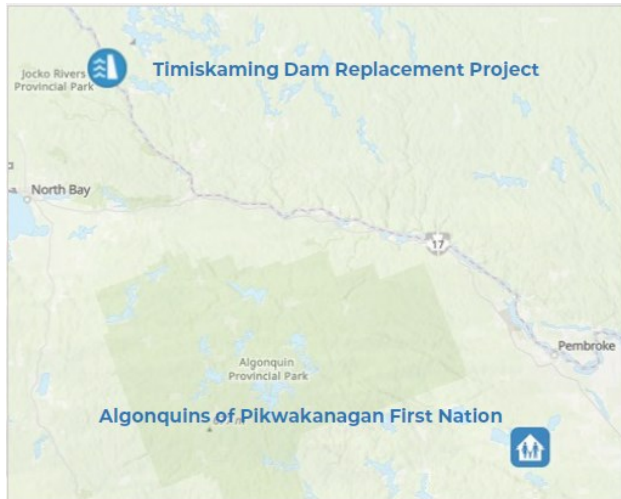 Timiskaming Dam Replacement Project
Jocko Rivers
Provincial Park
North Bay
17
Pembroke
Algonquin
Provincial Park
Algonquins of Pikwakanagan First Nation